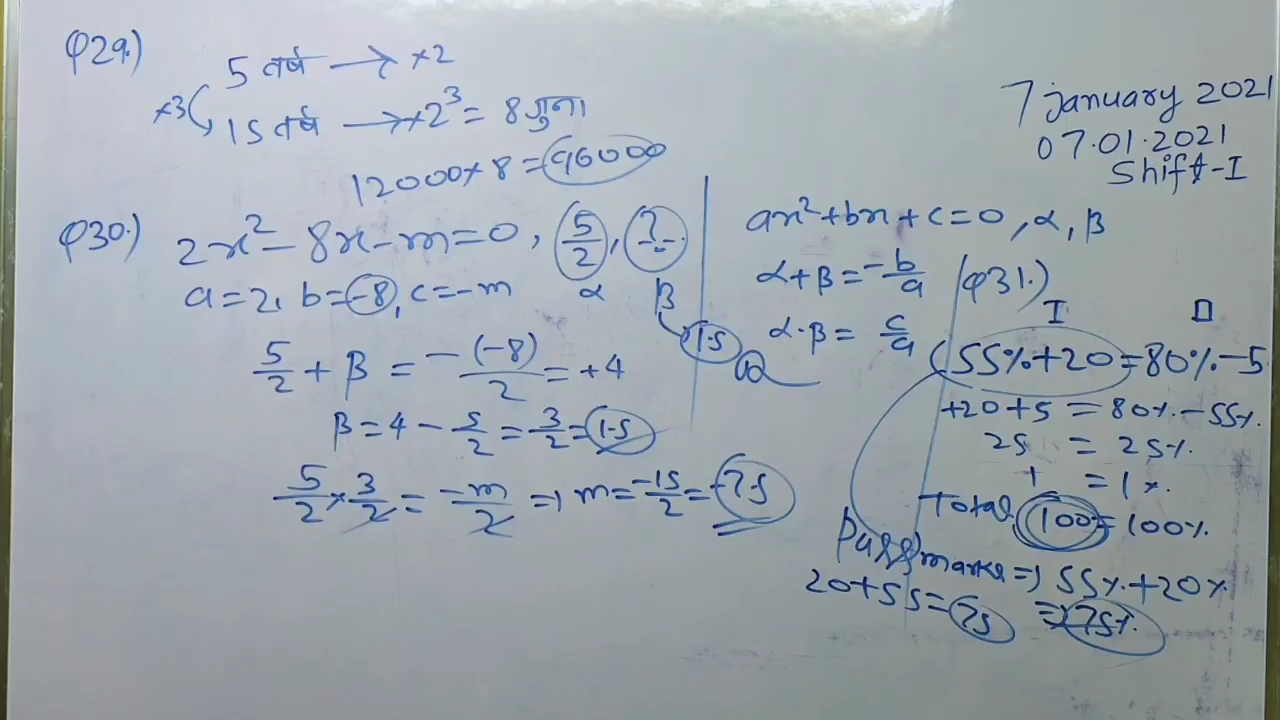 Q29.) 5 वर्ष → ×2
×3 15 वर्ष → ×2³ = 8 गुना
12000×8 = 96000
7 January 2021
07.01.2021
Shift-I
Q30.) 2x² - 8x - m = 0, 5/2, ?
a = 2, b = -8, c = -m α β
1.5
5/2 + β = -(-8)/2 = +4
β = 4 - 5/2 = 3/2 = 1.5
5/2 × 3/2 = -m/2 ⇒ m = -15/2 = -7.5
ax² + bx + c = 0, α, β
α + β = -b/a
α·β = c/a
Q31.)
I II
55% + 20 = 80% - 5
+20 + 5 = 80% - 55%
25 = 25%
1 = 1%
Total 100 = 100%
Pass marks ⇒ 55% + 20%
20 + 55 = 75 ⇒ 75%